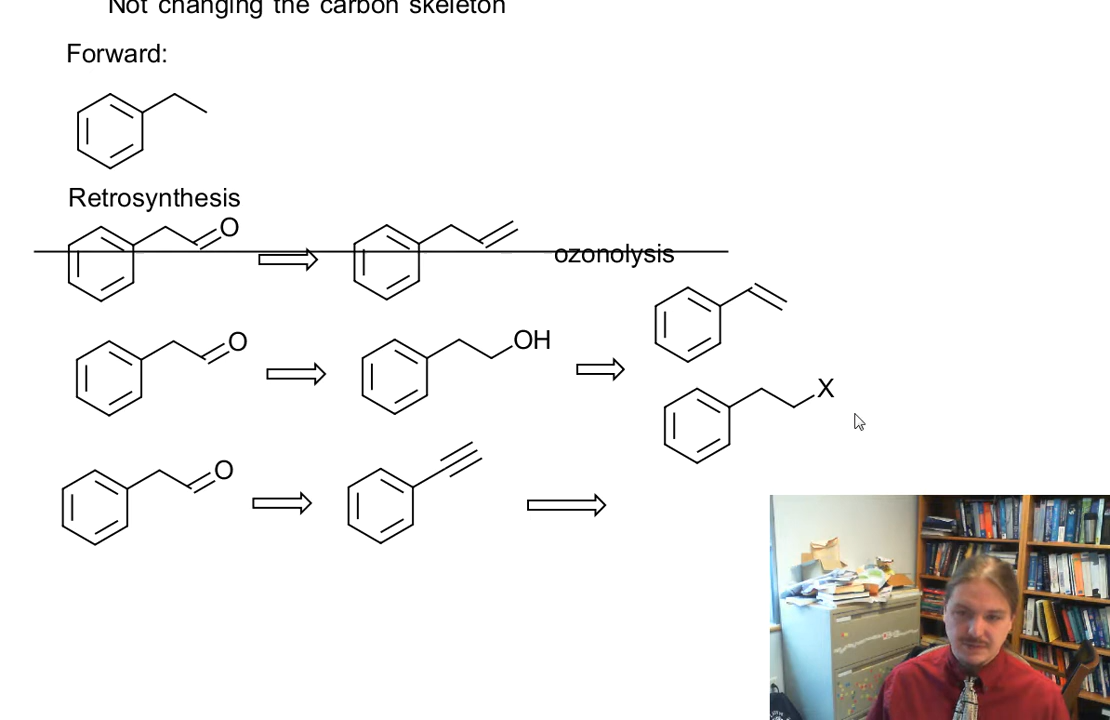 Not changing the carbon skeleton
Forward:
Retrosynthesis
O
ozonolysis
O
OH
X
O